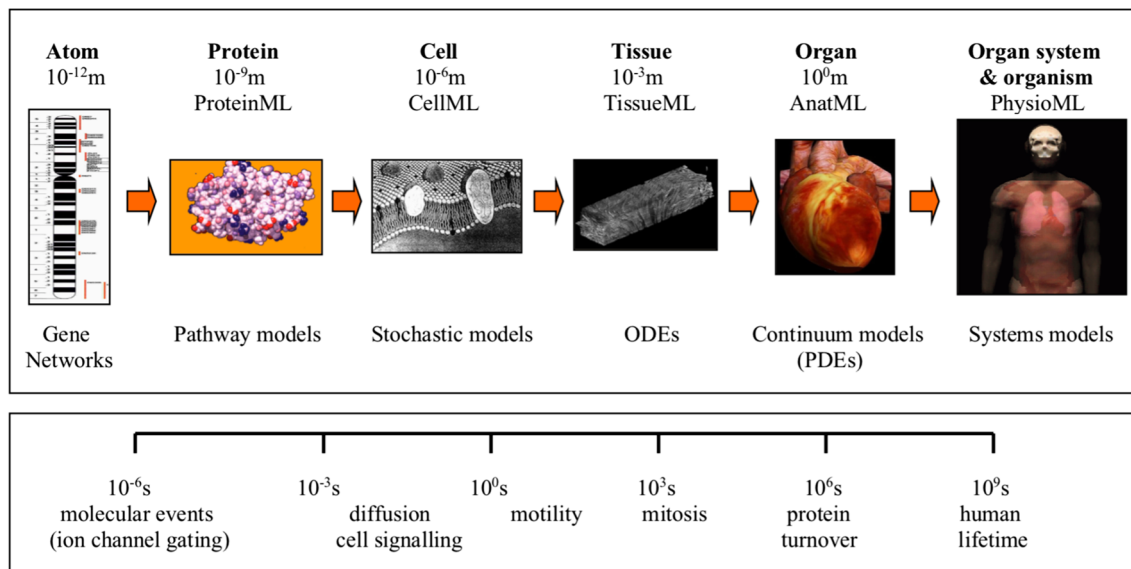 Atom
10⁻¹²m
Protein
10⁻⁹m
ProteinML
Cell
10⁻⁶m
CellML
Tissue
10⁻³m
TissueML
Organ
10⁰m
AnatML
Organ system
& organism
PhysioML
Gene
Networks
Pathway models
Stochastic models
ODEs
Continuum models
(PDEs)
Systems models
10⁻⁶s
molecular events
(ion channel gating)
10⁻³s
diffusion
cell signalling
10⁰s
motility
10³s
mitosis
10⁶s
protein
turnover
10⁹s
human
lifetime